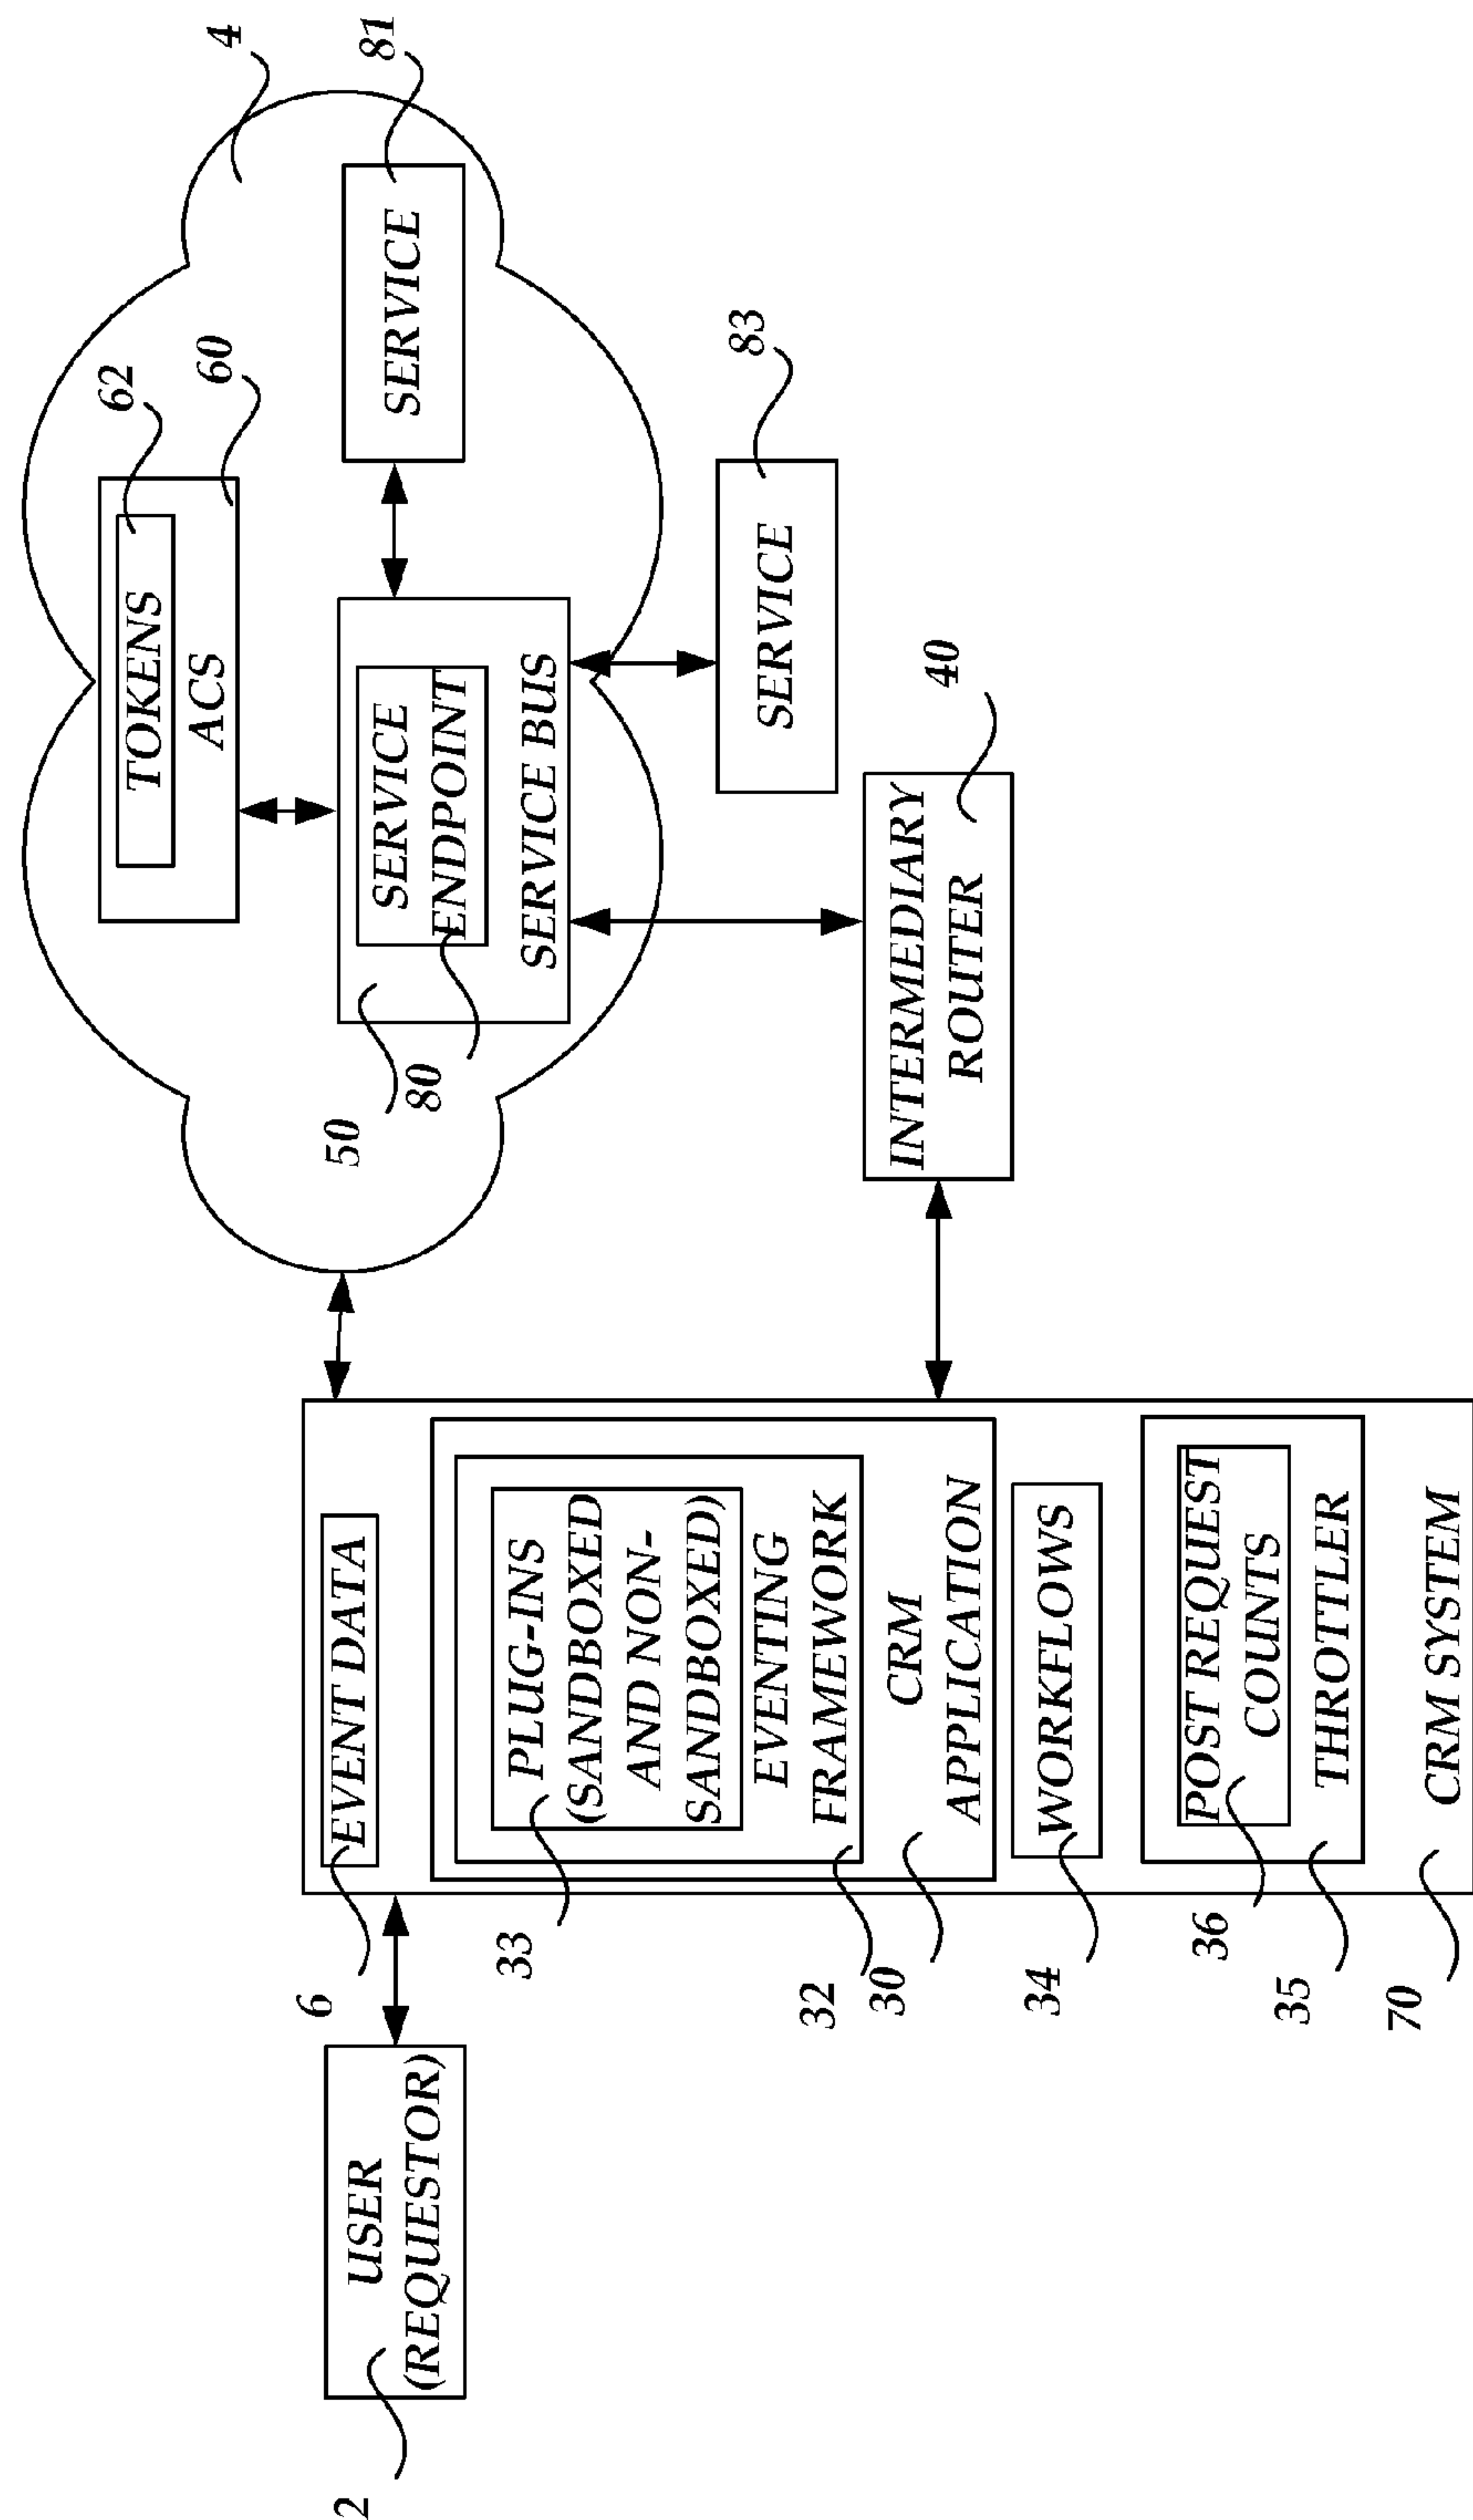 4
81
62
60
TOKENS
ACS
SERVICE
SERVICE
ENDPOINT
SERVICE BUS
50
80
83
SERVICE
40
INTERMEDIARY
ROUTER
2
USER
(REQUESTOR)
6
EVENT DATA
33
PLUG-INS
(SANDBOXED
AND NON-
SANDBOXED)
32
EVENTING
FRAMEWORK
30
CRM
APPLICATION
34
WORKFLOWS
36
POST REQUEST
COUNTS
35
THROTTLER
70
CRM SYSTEM